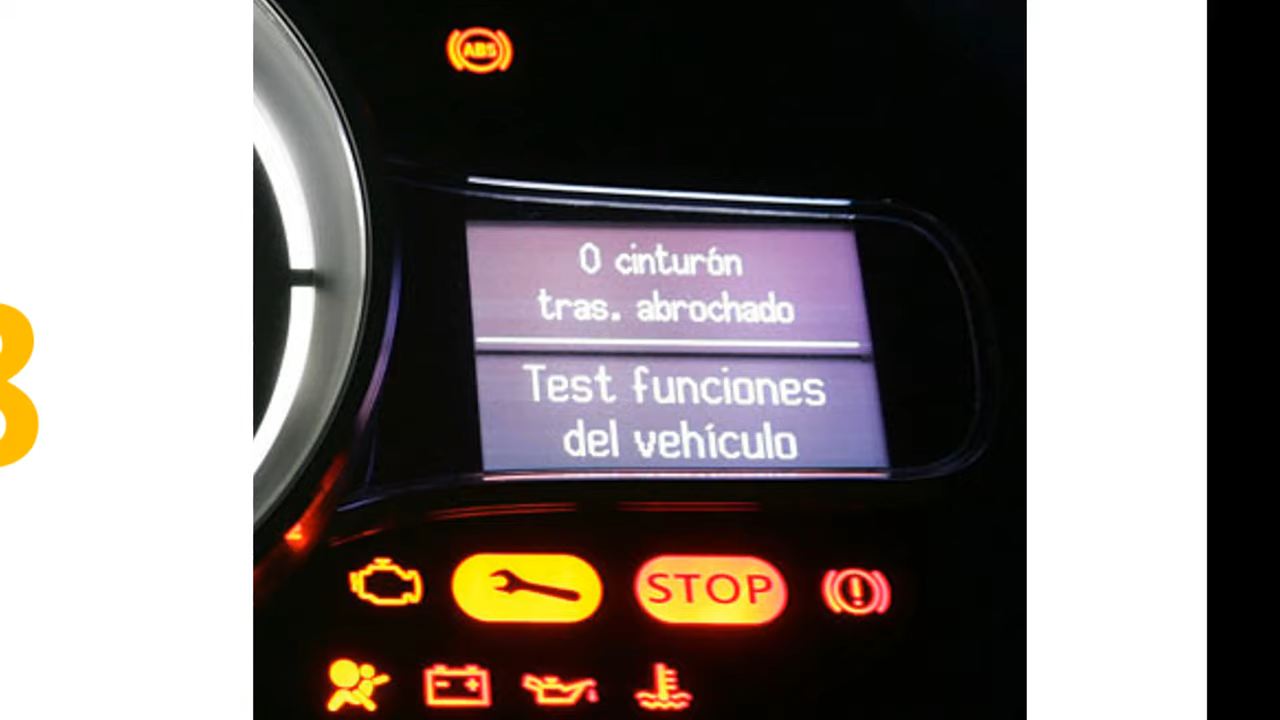 ABS
0 cinturón
tras. abrochado
Test funciones
del vehículo
STOP